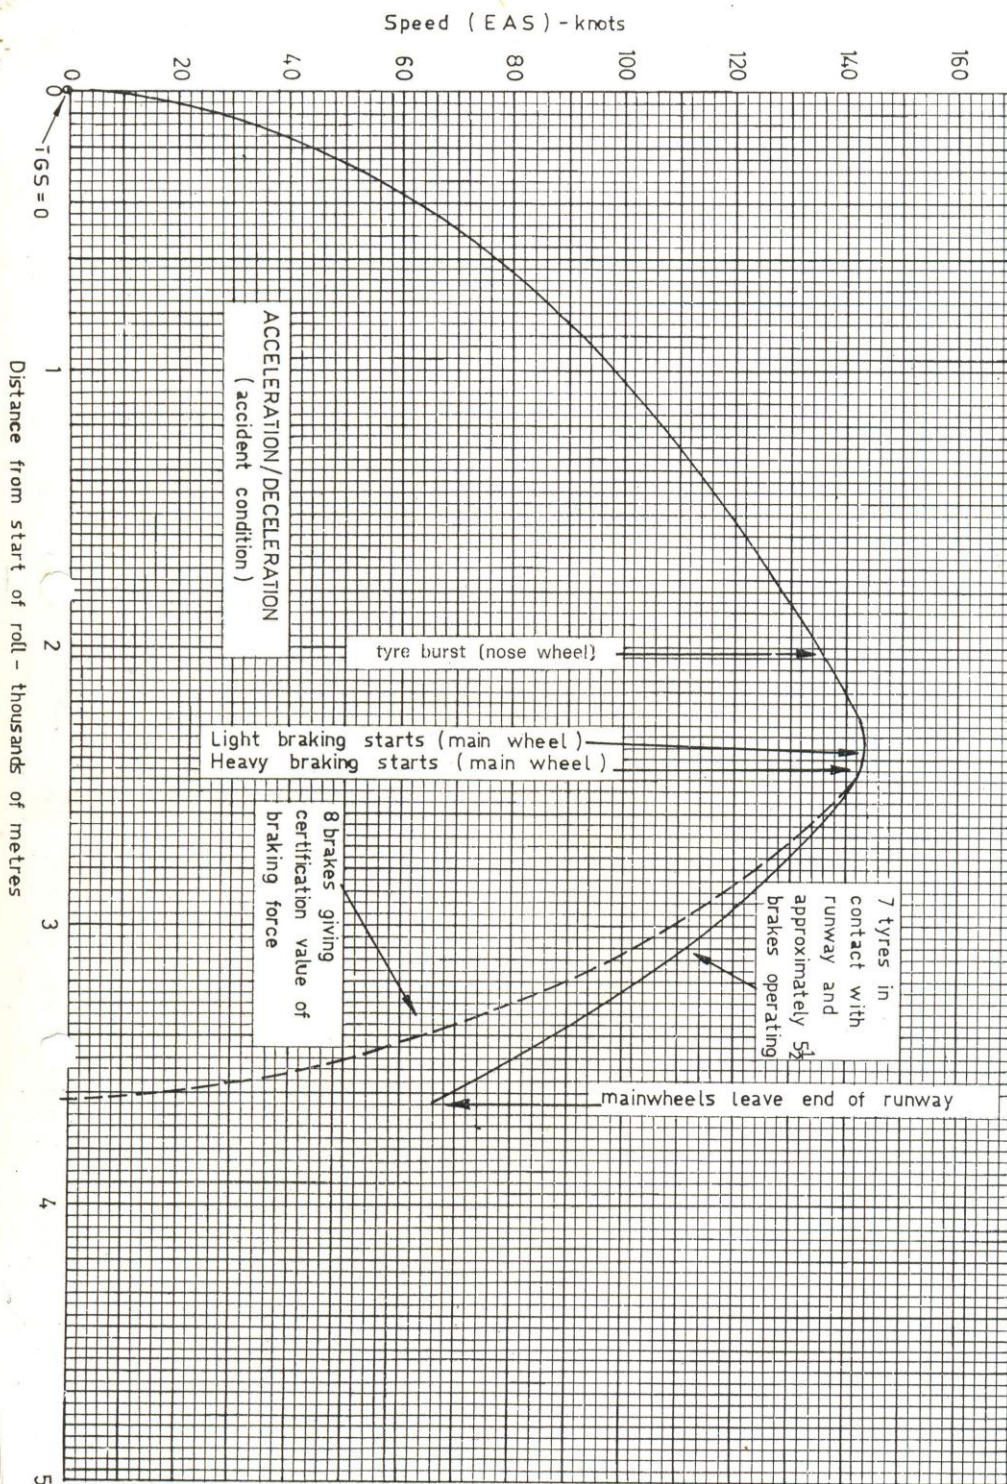 Speed ( EAS ) - knots
0
20
40
60
80
100
120
140
160
0
TGS = 0
1
2
3
4
5
Distance from start of roll - thousands of metres
ACCELERATION/DECELERATION
( accident condition )
tyre burst (nose wheel)
Light braking starts ( main wheel )
Heavy braking starts ( main wheel )
8 brakes giving
certification value of
braking force
7 tyres in
contact with
runway and
approximately 5½
brakes operating
mainwheels leave end of runway